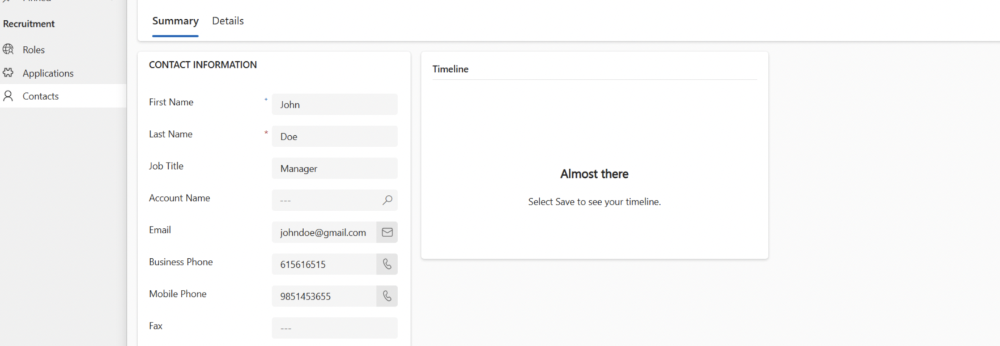 Recruitment
Roles
Applications
Contacts
Summary Details
CONTACT INFORMATION
First Name + John
Last Name * Doe
Job Title Manager
Account Name ---
Email johndoe@gmail.com
Business Phone 615616515
Mobile Phone 9851453655
Fax ---
Timeline
Almost there
Select Save to see your timeline.